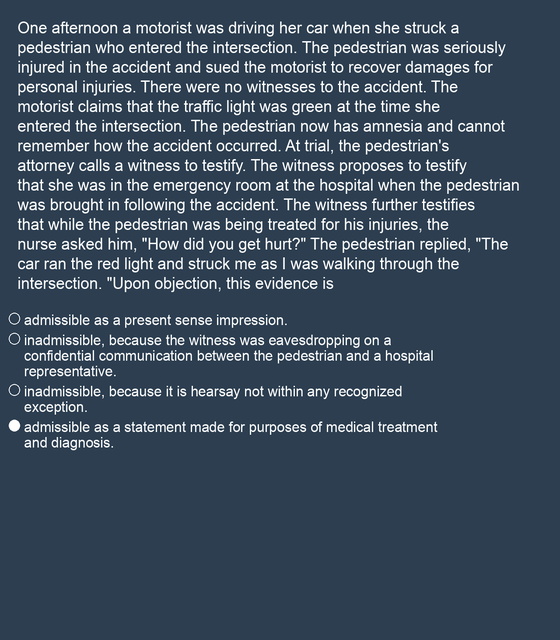 One afternoon a motorist was driving her car when she struck a
pedestrian who entered the intersection. The pedestrian was seriously
injured in the accident and sued the motorist to recover damages for
personal injuries. There were no witnesses to the accident. The
motorist claims that the traffic light was green at the time she
entered the intersection. The pedestrian now has amnesia and cannot
remember how the accident occurred. At trial, the pedestrian's
attorney calls a witness to testify. The witness proposes to testify
that she was in the emergency room at the hospital when the pedestrian
was brought in following the accident. The witness further testifies
that while the pedestrian was being treated for his injuries, the
nurse asked him, "How did you get hurt?" The pedestrian replied, "The
car ran the red light and struck me as I was walking through the
intersection. "Upon objection, this evidence is
admissible as a present sense impression.
inadmissible, because the witness was eavesdropping on a
confidential communication between the pedestrian and a hospital
representative.
inadmissible, because it is hearsay not within any recognized
exception.
admissible as a statement made for purposes of medical treatment
and diagnosis.